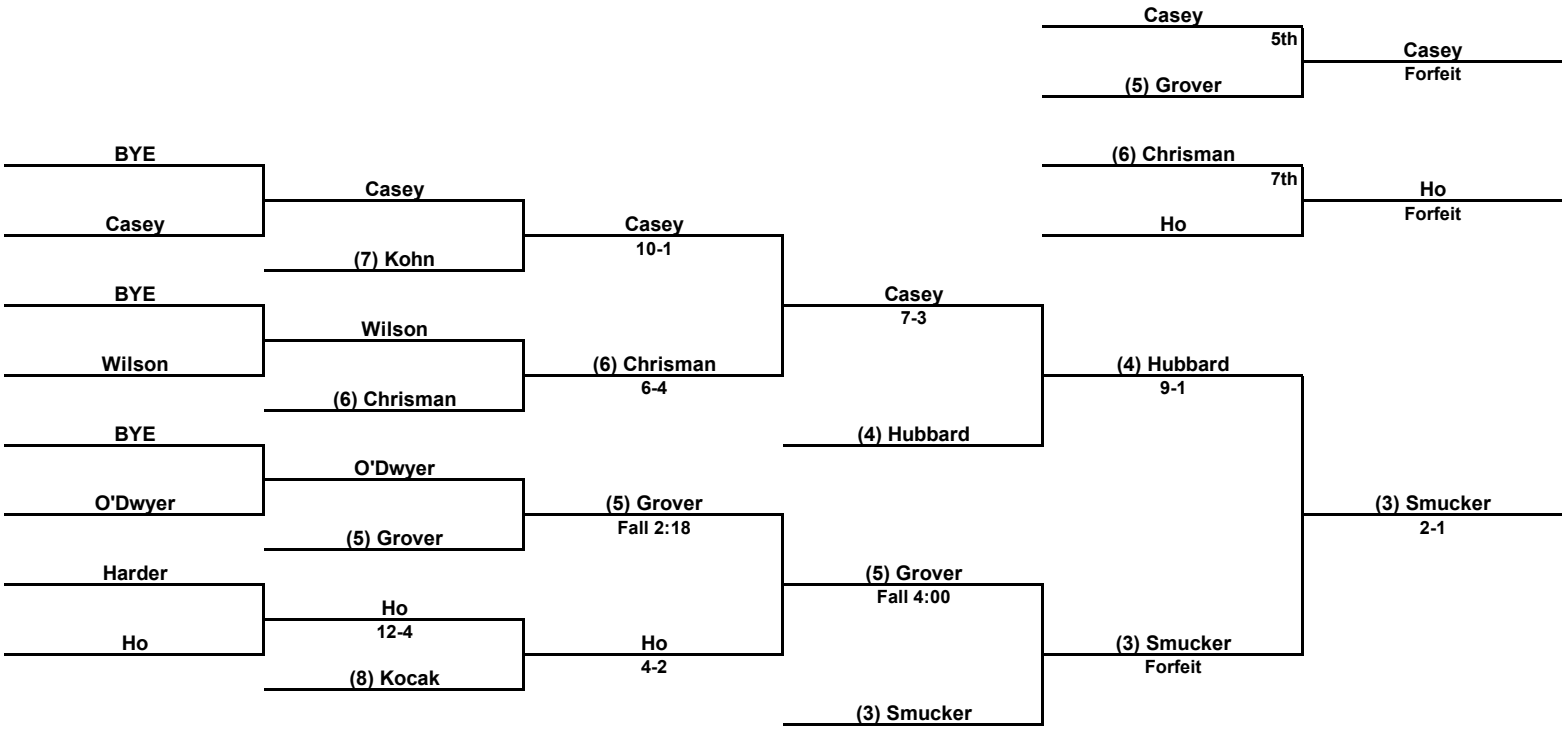 Casey
5th
Casey
Forfeit
(5) Grover
BYE
(6) Chrisman
7th
Casey
Ho
Forfeit
Casey
Casey
10-1
Ho
(7) Kohn
BYE
Casey
7-3
Wilson
Wilson
(6) Chrisman
6-4
(4) Hubbard
9-1
(6) Chrisman
BYE
(4) Hubbard
O'Dwyer
O'Dwyer
(5) Grover
Fall 2:18
(3) Smucker
2-1
(5) Grover
Harder
(5) Grover
Fall 4:00
Ho
12-4
Ho
Ho
4-2
(3) Smucker
Forfeit
(8) Kocak
(3) Smucker